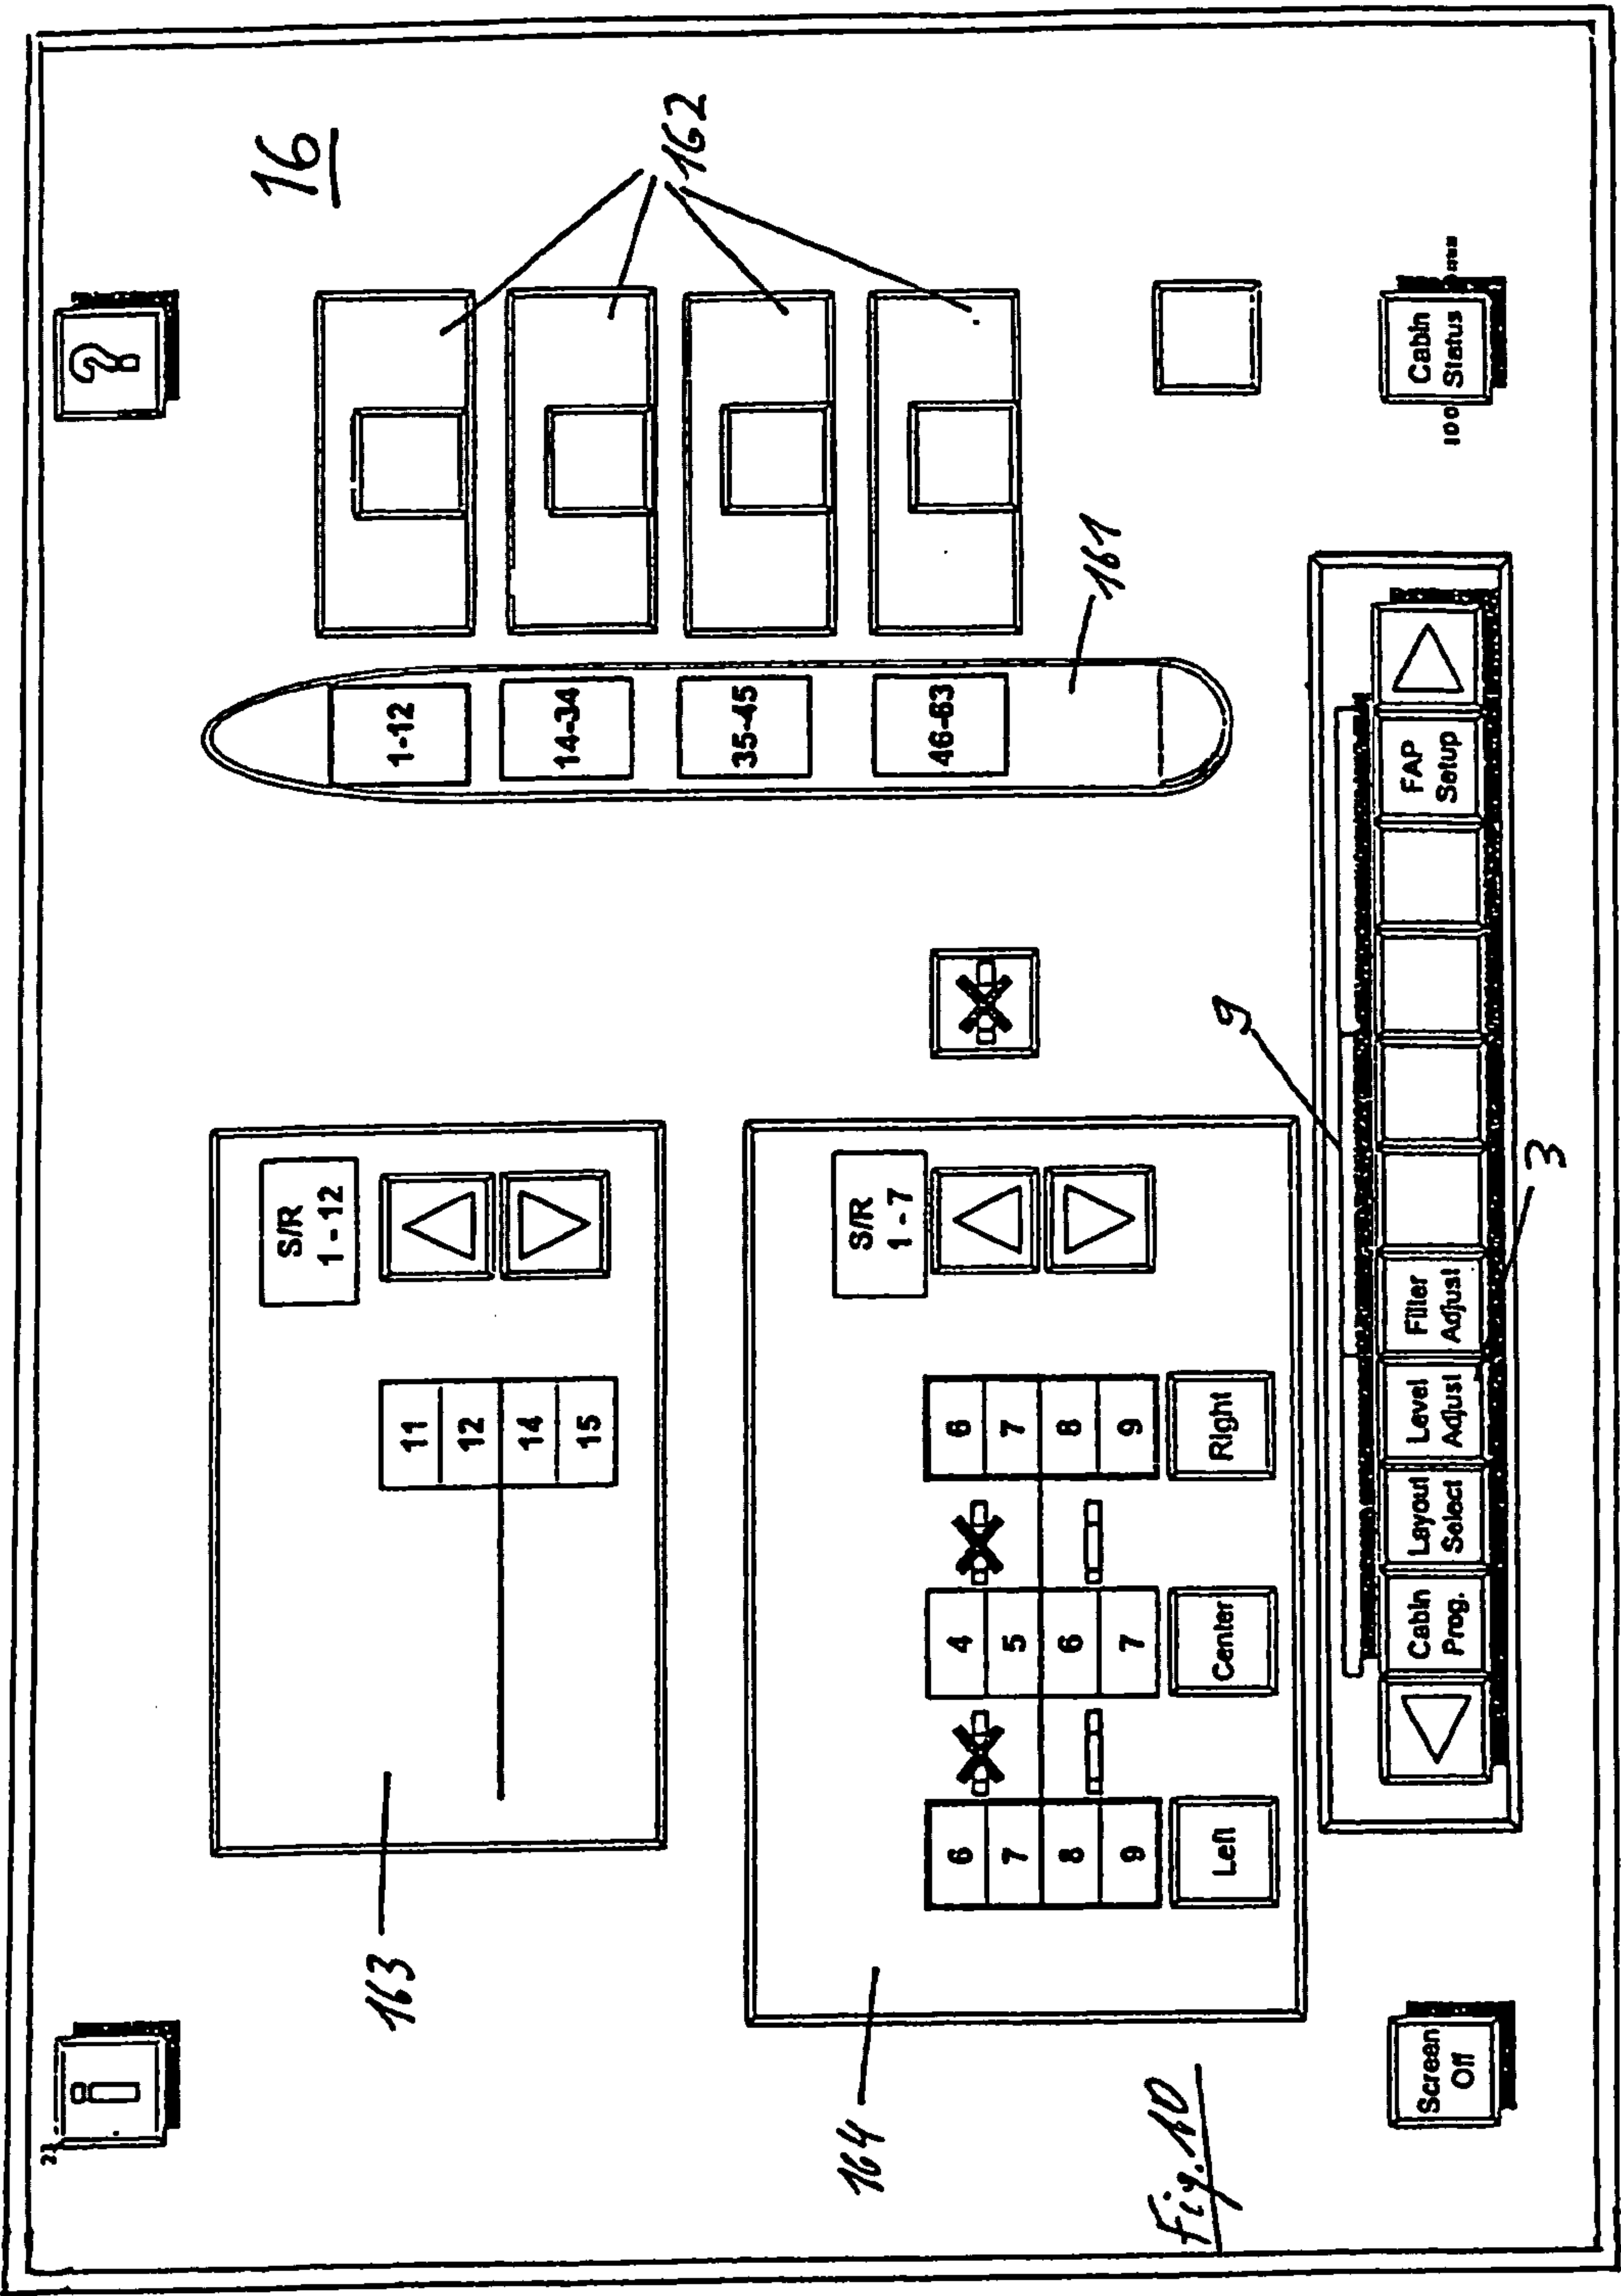 21
i
?
16
162
163
S/R
1 - 12
11
12
14
15
1-12
14-34
35-45
46-63
161
164
S/R
1 - 7
6
7
8
9
4
5
6
7
6
7
8
9
Left
Center
Right
9
Fig. 10
Screen
Off
Cabin
Prog.
Layout
Select
Level
Adjust
Filter
Adjust
FAP
Setup
3
Cabin
Status
100